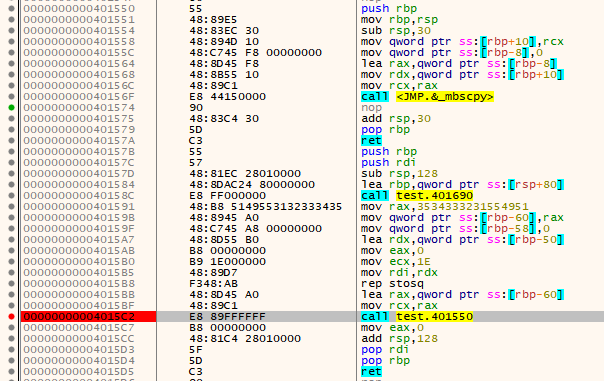 0000000000401550 55 push rbp
0000000000401551 48:89E5 mov rbp,rsp
0000000000401554 48:83EC 30 sub rsp,30
0000000000401558 48:894D 10 mov qword ptr ss:[rbp+10],rcx
000000000040155C 48:C745 F8 00000000 mov qword ptr ss:[rbp-8],0
0000000000401564 48:8D45 F8 lea rax,qword ptr ss:[rbp-8]
0000000000401568 48:8B55 10 mov rdx,qword ptr ss:[rbp+10]
000000000040156C 48:89C1 mov rcx,rax
000000000040156F E8 44150000 call <JMP.&_mbscpy>
0000000000401574 90 nop
0000000000401575 48:83C4 30 add rsp,30
0000000000401579 5D pop rbp
000000000040157A C3 ret
000000000040157B 55 push rbp
000000000040157C 57 push rdi
000000000040157D 48:81EC 28010000 sub rsp,128
0000000000401584 48:8DAC24 80000000 lea rbp,qword ptr ss:[rsp+80]
000000000040158C E8 FF000000 call test.401690
0000000000401591 48:B8 5149553132333435 mov rax,3534333231554951
000000000040159B 48:8945 A0 mov qword ptr ss:[rbp-60],rax
000000000040159F 48:C745 A8 00000000 mov qword ptr ss:[rbp-58],0
00000000004015A7 48:8D55 B0 lea rdx,qword ptr ss:[rbp-50]
00000000004015AB B8 00000000 mov eax,0
00000000004015B0 B9 1E000000 mov ecx,1E
00000000004015B5 48:89D7 mov rdi,rdx
00000000004015B8 F348:AB rep stosq
00000000004015BB 48:8D45 A0 lea rax,qword ptr ss:[rbp-60]
00000000004015BF 48:89C1 mov rcx,rax
00000000004015C2 E8 89FFFFFF call test.401550
00000000004015C7 B8 00000000 mov eax,0
00000000004015CC 48:81C4 28010000 add rsp,128
00000000004015D3 5F pop rdi
00000000004015D4 5D pop rbp
00000000004015D5 C3 ret